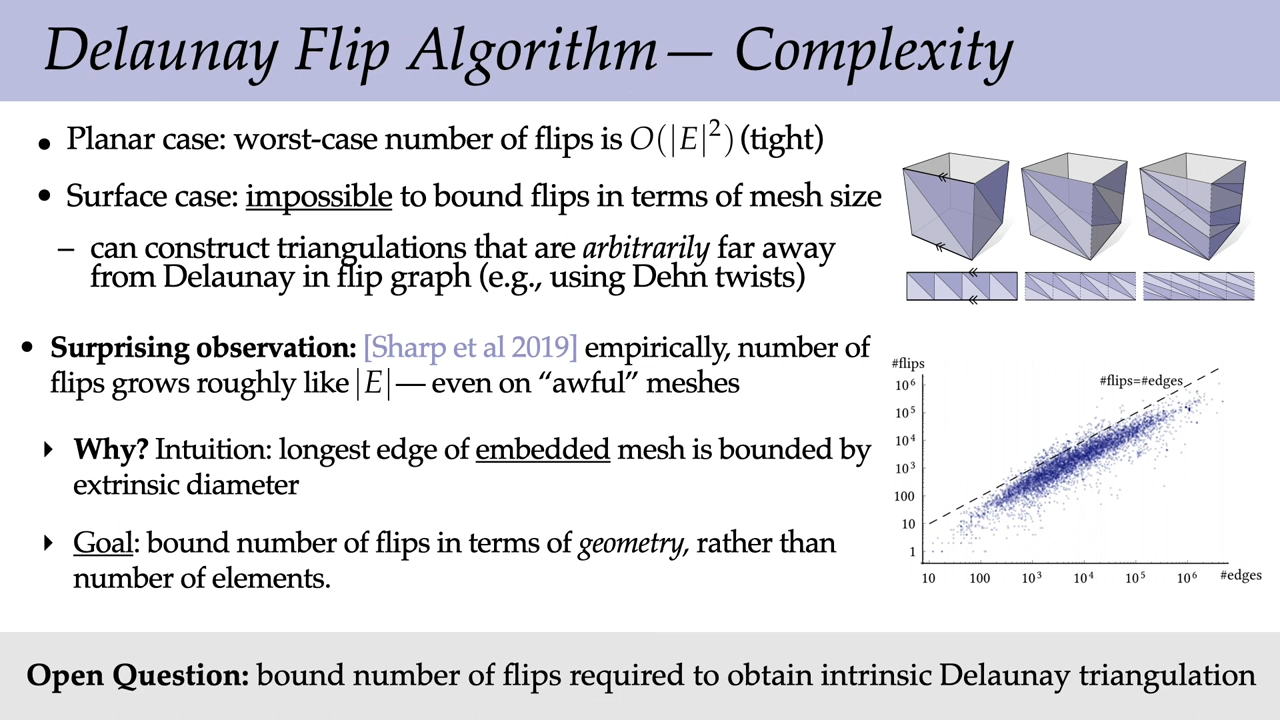 Delaunay Flip Algorithm— Complexity
• Planar case: worst-case number of flips is O(|E|²) (tight)
• Surface case: impossible to bound flips in terms of mesh size
– can construct triangulations that are arbitrarily far away
from Delaunay in flip graph (e.g., using Dehn twists)
• Surprising observation: [Sharp et al 2019] empirically, number of
flips grows roughly like |E|— even on “awful” meshes
‣ Why? Intuition: longest edge of embedded mesh is bounded by
extrinsic diameter
‣ Goal: bound number of flips in terms of geometry, rather than
number of elements.
#flips
#flips=#edges
10⁶
10⁵
10⁴
10³
100
10
1
10 100 10³ 10⁴ 10⁵ 10⁶ #edges
Open Question: bound number of flips required to obtain intrinsic Delaunay triangulation